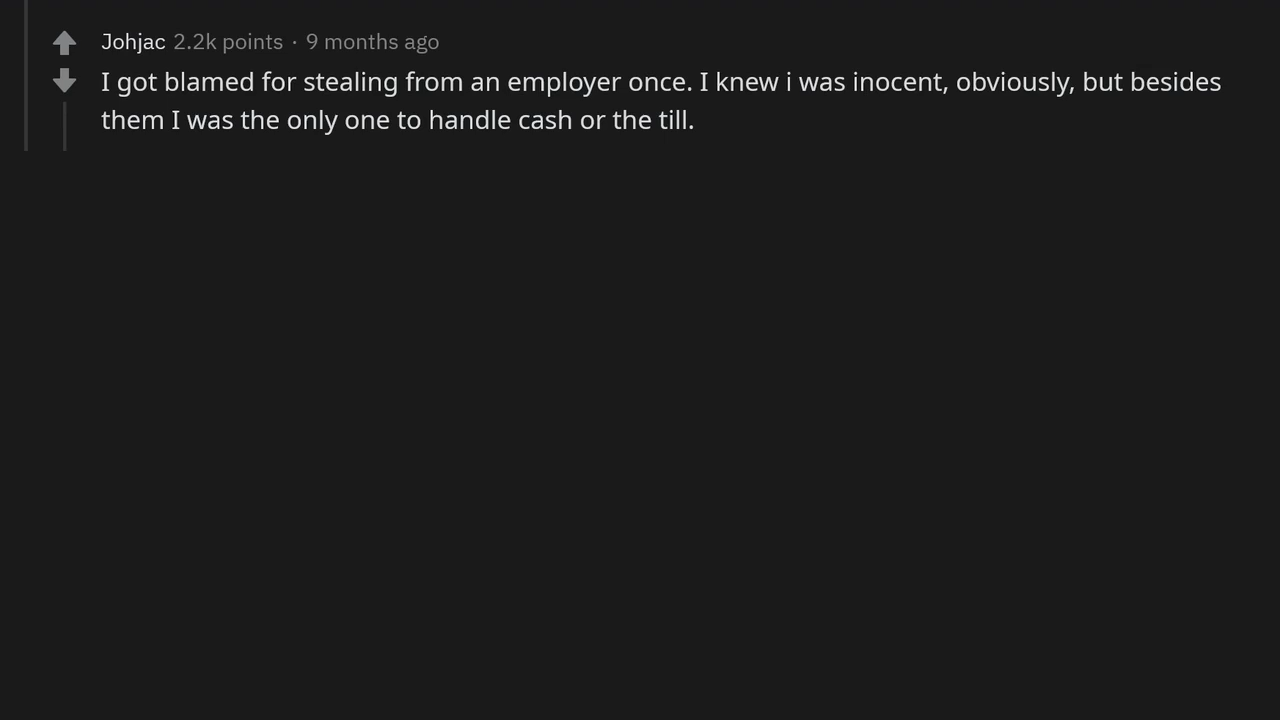 Johjac 2.2k points · 9 months ago
I got blamed for stealing from an employer once. I knew i was inocent, obviously, but besides
them I was the only one to handle cash or the till.